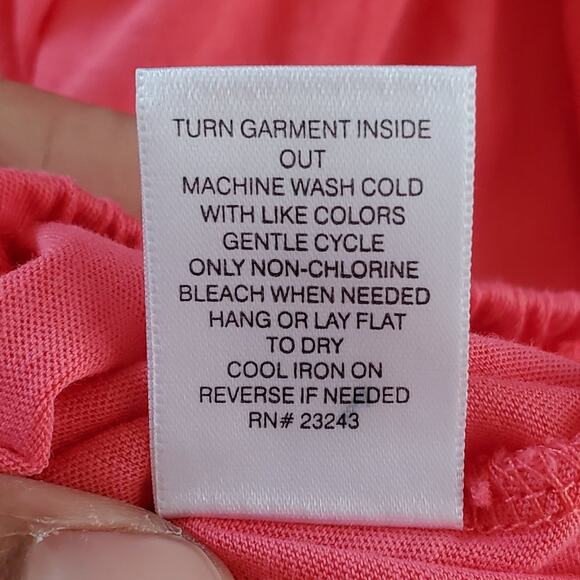 TURN GARMENT INSIDE
OUT
MACHINE WASH COLD
WITH LIKE COLORS
GENTLE CYCLE
ONLY NON-CHLORINE
BLEACH WHEN NEEDED
HANG OR LAY FLAT
TO DRY
COOL IRON ON
REVERSE IF NEEDED
RN# 23243